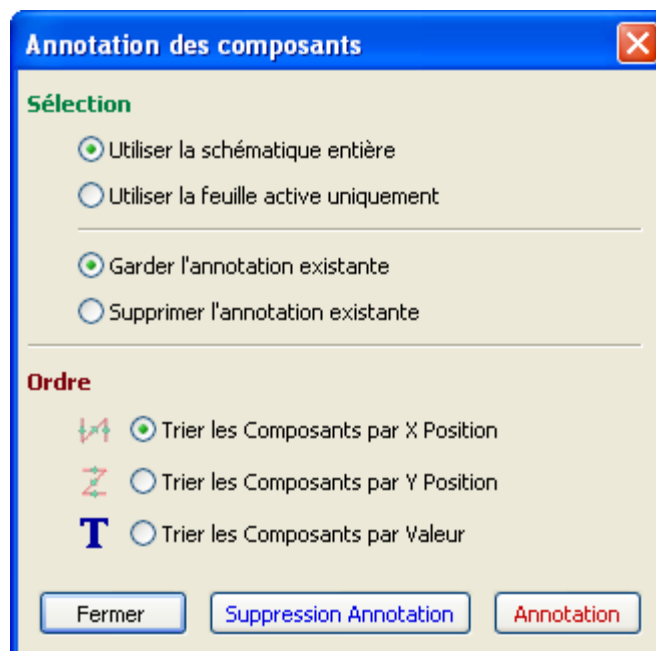 Annotation des composants
Sélection
Utiliser la schématique entière
Utiliser la feuille active uniquement
Garder l'annotation existante
Supprimer l'annotation existante
Ordre
Trier les Composants par X Position
Trier les Composants par Y Position
T Trier les Composants par Valeur
Fermer Suppression Annotation Annotation